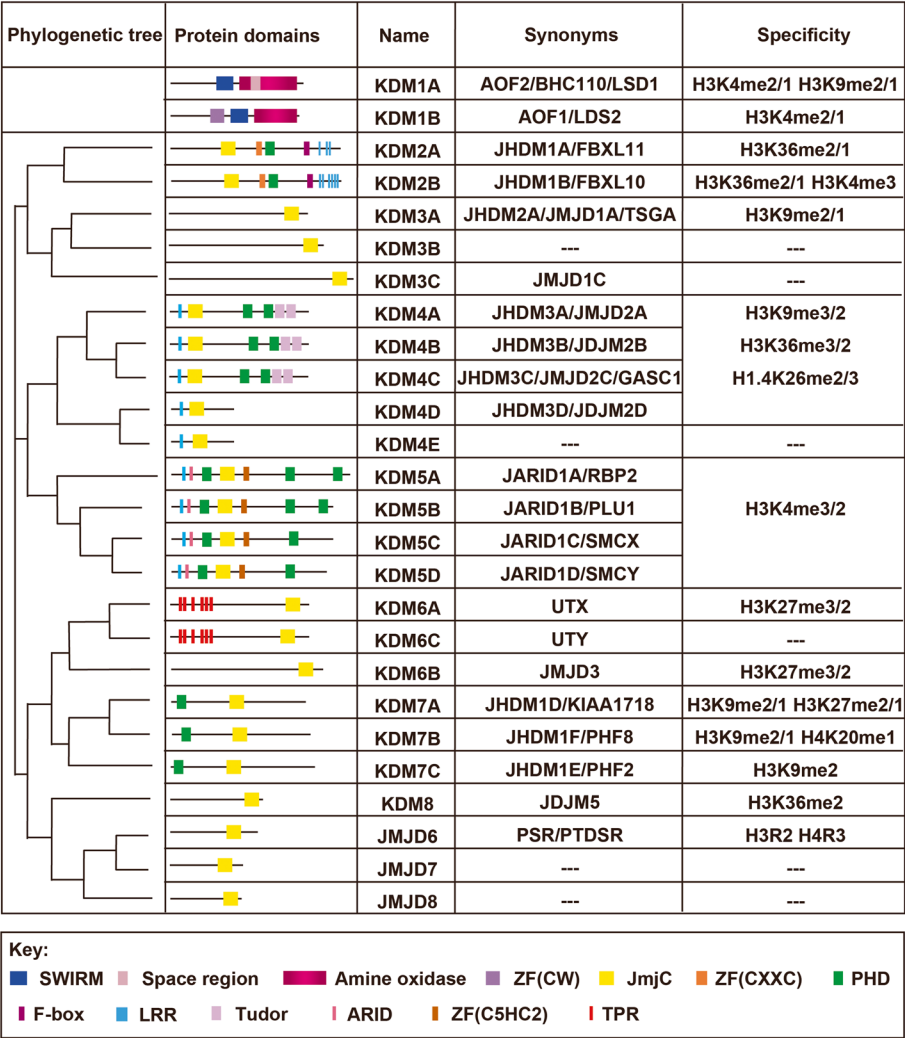 Phylogenetic tree Protein domains Name Synonyms Specificity
KDM1A AOF2/BHC110/LSD1 H3K4me2/1 H3K9me2/1
KDM1B AOF1/LDS2 H3K4me2/1
KDM2A JHDM1A/FBXL11 H3K36me2/1
KDM2B JHDM1B/FBXL10 H3K36me2/1 H3K4me3
KDM3A JHDM2A/JMJD1A/TSGA H3K9me2/1
KDM3B --- ---
KDM3C JMJD1C ---
KDM4A JHDM3A/JMJD2A H3K9me3/2
KDM4B JHDM3B/JDJM2B H3K36me3/2
KDM4C JHDM3C/JMJD2C/GASC1 H1.4K26me2/3
KDM4D JHDM3D/JDJM2D
KDM4E --- ---
KDM5A JARID1A/RBP2
KDM5B JARID1B/PLU1 H3K4me3/2
KDM5C JARID1C/SMCX
KDM5D JARID1D/SMCY
KDM6A UTX H3K27me3/2
KDM6C UTY ---
KDM6B JMJD3 H3K27me3/2
KDM7A JHDM1D/KIAA1718 H3K9me2/1 H3K27me2/1
KDM7B JHDM1F/PHF8 H3K9me2/1 H4K20me1
KDM7C JHDM1E/PHF2 H3K9me2
KDM8 JDJM5 H3K36me2
JMJD6 PSR/PTDSR H3R2 H4R3
JMJD7 --- ---
JMJD8 --- ---
Key:
SWIRM Space region Amine oxidase ZF(CW) JmjC ZF(CXXC) PHD
F-box LRR Tudor ARID ZF(C5HC2) TPR